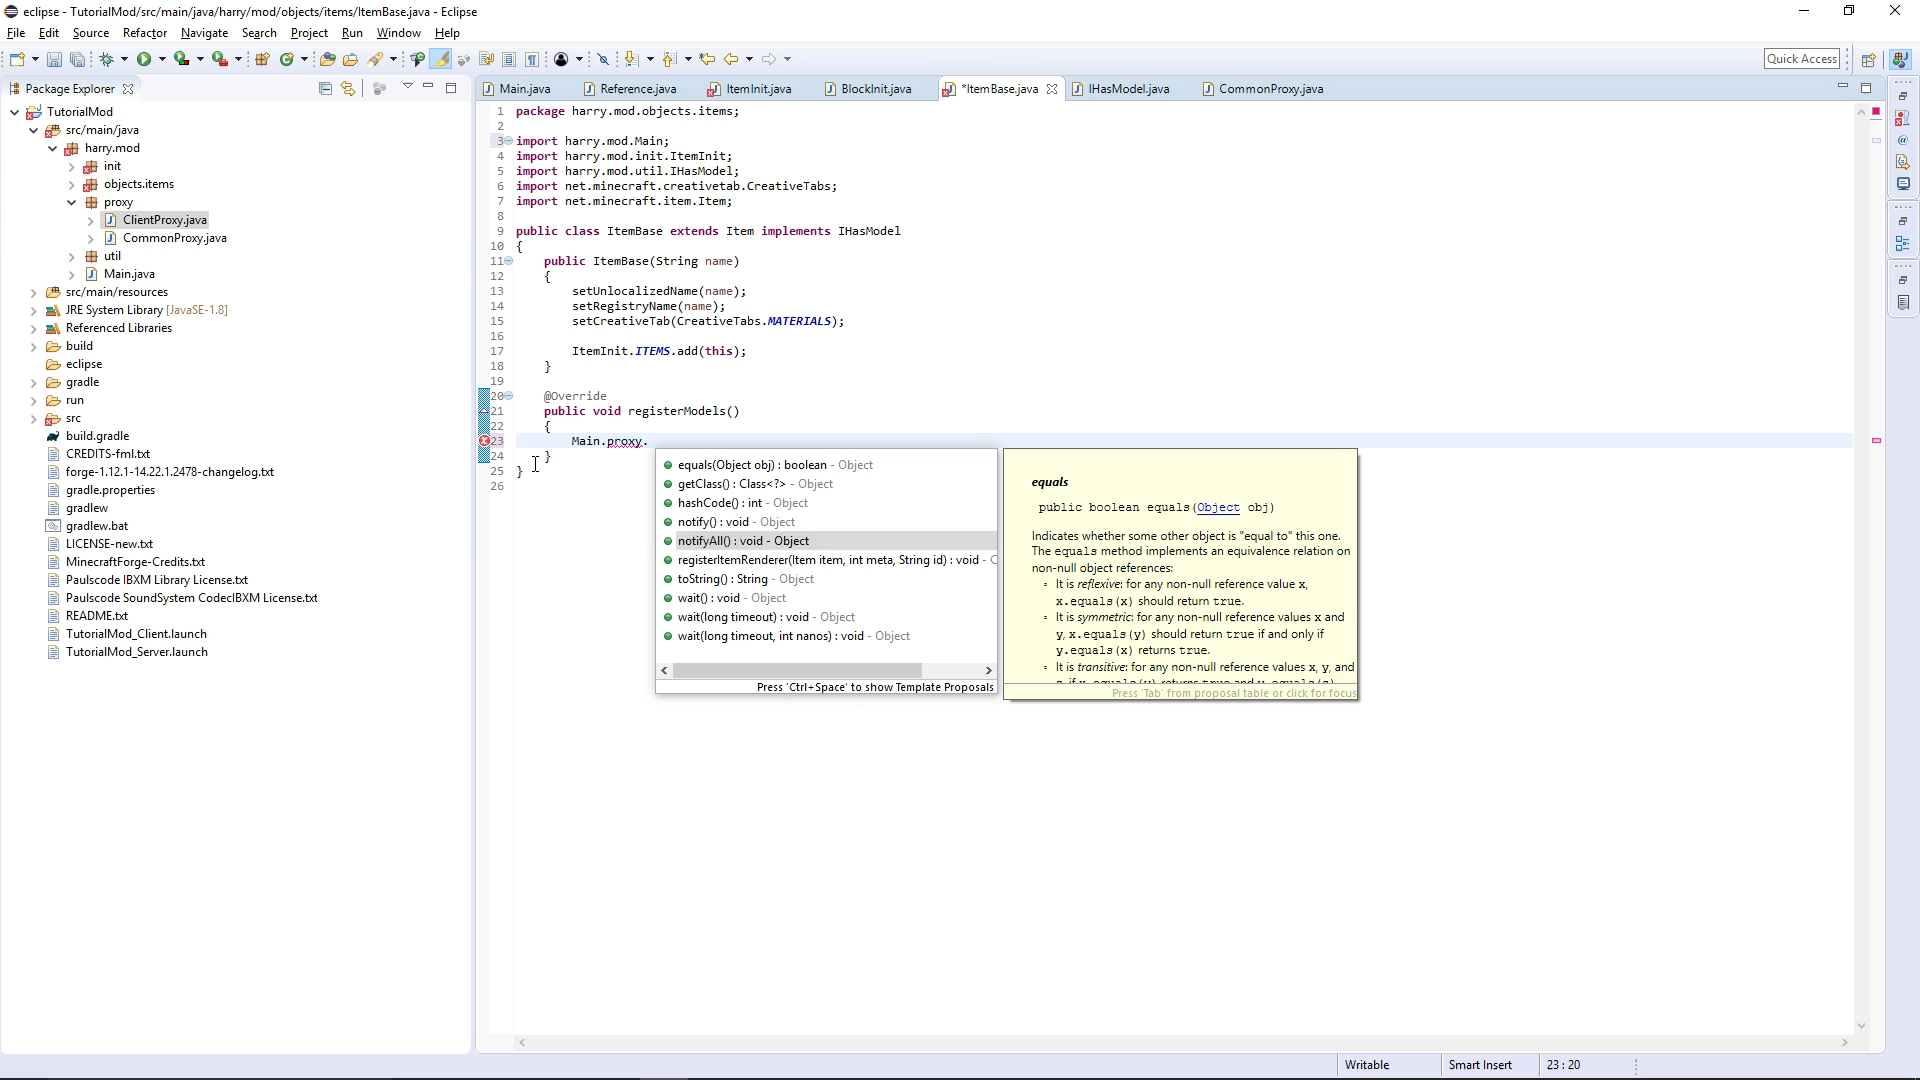 eclipse - TutorialMod/src/main/java/harry/mod/objects/items/ItemBase.java - Eclipse
File Edit Source Refactor Navigate Search Project Run Window Help
Quick Access
Package Explorer
TutorialMod
src/main/java
harry.mod
init
objects.items
proxy
ClientProxy.java
CommonProxy.java
util
Main.java
src/main/resources
JRE System Library [JavaSE-1.8]
Referenced Libraries
build
eclipse
gradle
run
src
build.gradle
CREDITS-fml.txt
forge-1.12.1-14.22.1.2478-changelog.txt
gradle.properties
gradlew
gradlew.bat
LICENSE-new.txt
MinecraftForge-Credits.txt
Paulscode IBXM Library License.txt
Paulscode SoundSystem CodecIBXM License.txt
README.txt
TutorialMod_Client.launch
TutorialMod_Server.launch
Main.java Reference.java ItemInit.java BlockInit.java *ItemBase.java IHasModel.java CommonProxy.java
1 package harry.mod.objects.items;
2
3 import harry.mod.Main;
4 import harry.mod.init.ItemInit;
5 import harry.mod.util.IHasModel;
6 import net.minecraft.creativetab.CreativeTabs;
7 import net.minecraft.item.Item;
8
9 public class ItemBase extends Item implements IHasModel
10 {
11 public ItemBase(String name)
12 {
13 setUnlocalizedName(name);
14 setRegistryName(name);
15 setCreativeTab(CreativeTabs.MATERIALS);
16
17 ItemInit.ITEMS.add(this);
18 }
19
20 @Override
21 public void registerModels()
22 {
23 Main.proxy.
24 }
25 }
26
equals(Object obj) : boolean - Object
getClass() : Class<?> - Object
hashCode() : int - Object
notify() : void - Object
notifyAll() : void - Object
registerItemRenderer(Item item, int meta, String id) : void - C
toString() : String - Object
wait() : void - Object
wait(long timeout) : void - Object
wait(long timeout, int nanos) : void - Object
Press 'Ctrl+Space' to show Template Proposals
equals
public boolean equals(Object obj)
Indicates whether some other object is "equal to" this one.
The equals method implements an equivalence relation on
non-null object references:
It is reflexive: for any non-null reference value x,
x.equals(x) should return true.
It is symmetric: for any non-null reference values x and
y, x.equals(y) should return true if and only if
y.equals(x) returns true.
It is transitive: for any non-null reference values x, y, and
Press 'Tab' from proposal table or click for focus
Writable Smart Insert 23 : 20